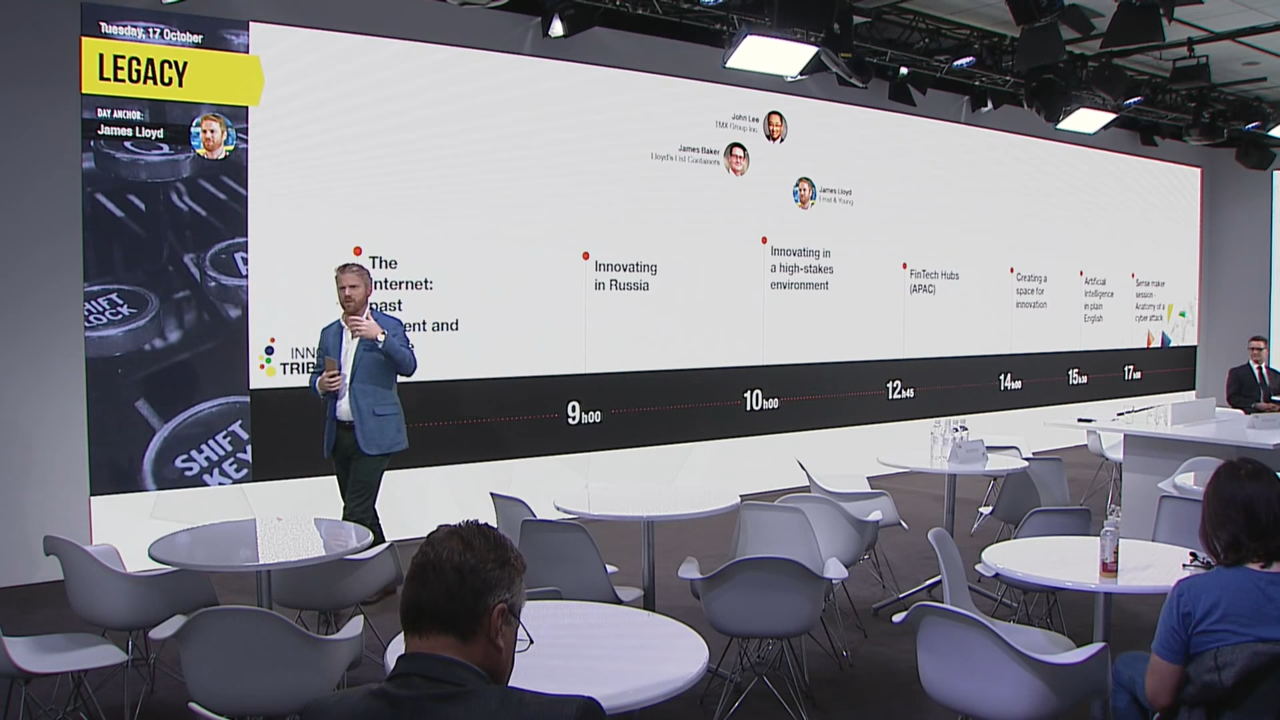 Tuesday, 17 October
LEGACY
DAY ANCHOR:
James Lloyd
John Lee
TMX Group Inc.
James Baker
Lloyd's List Containers
James Lloyd
Ernst & Young
The
Internet:
past
and
Innovating
in Russia
Innovating in
a high-stakes
environment
FinTech Hubs
(APAC)
Creating a
space for
innovation
Artificial
Intelligence
in plain
English
Sense maker
session -
Anatomy of a
cyber attack
INNO
TRIB
9h00
10h00
12h45
14h00
15h30
17h00
SHIFT
LOCK
Q
A
SHIFT
KEY